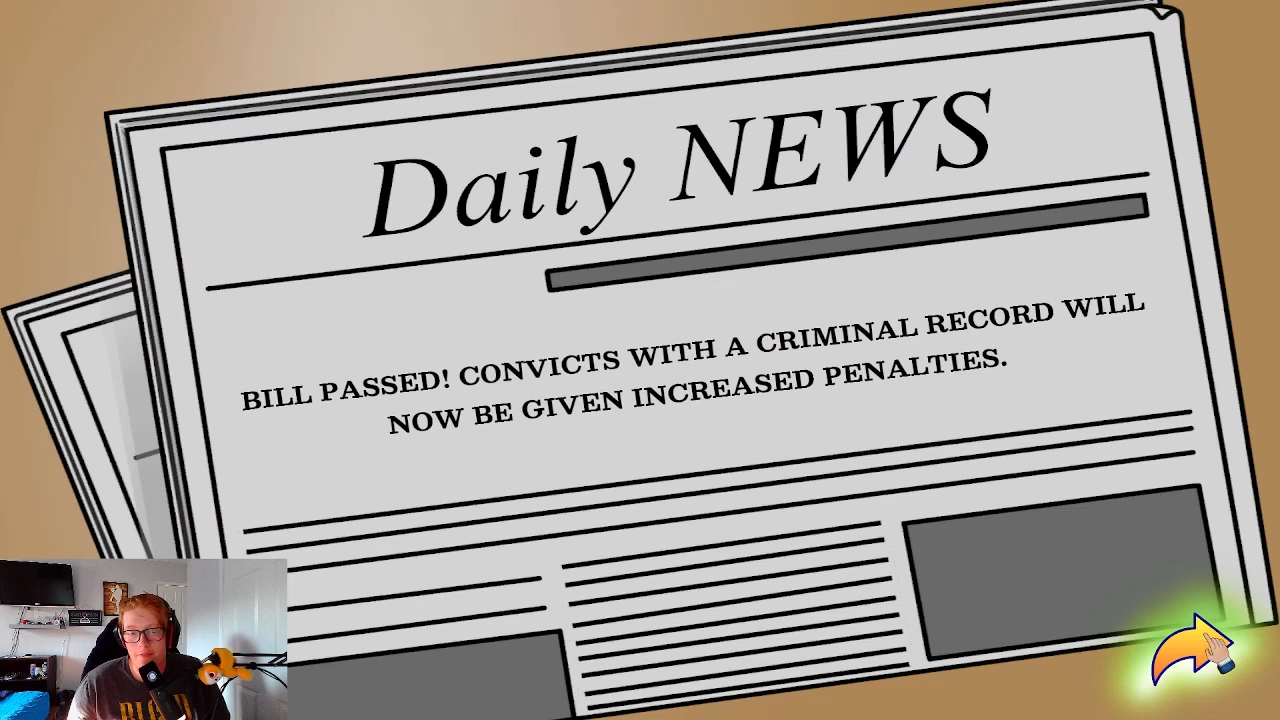 Daily NEWS
BILL PASSED! CONVICTS WITH A CRIMINAL RECORD WILL
NOW BE GIVEN INCREASED PENALTIES.